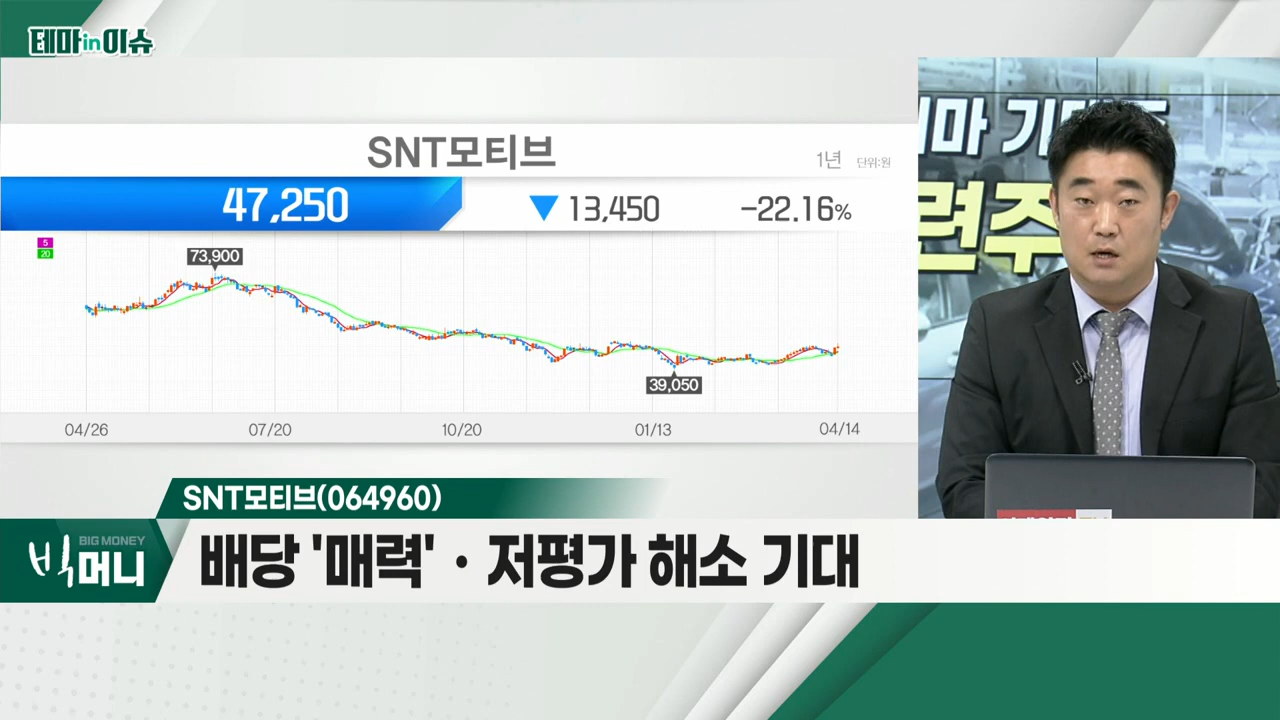 테마in이슈
SNT모티브
1년 단위:원
47,250 ▼13,450 -22.16%
5
20
73,900
39,050
04/26 07/20 10/20 01/13 04/14
SNT모티브(064960)
BIG MONEY
빅머니
배당 '매력'·저평가 해소 기대